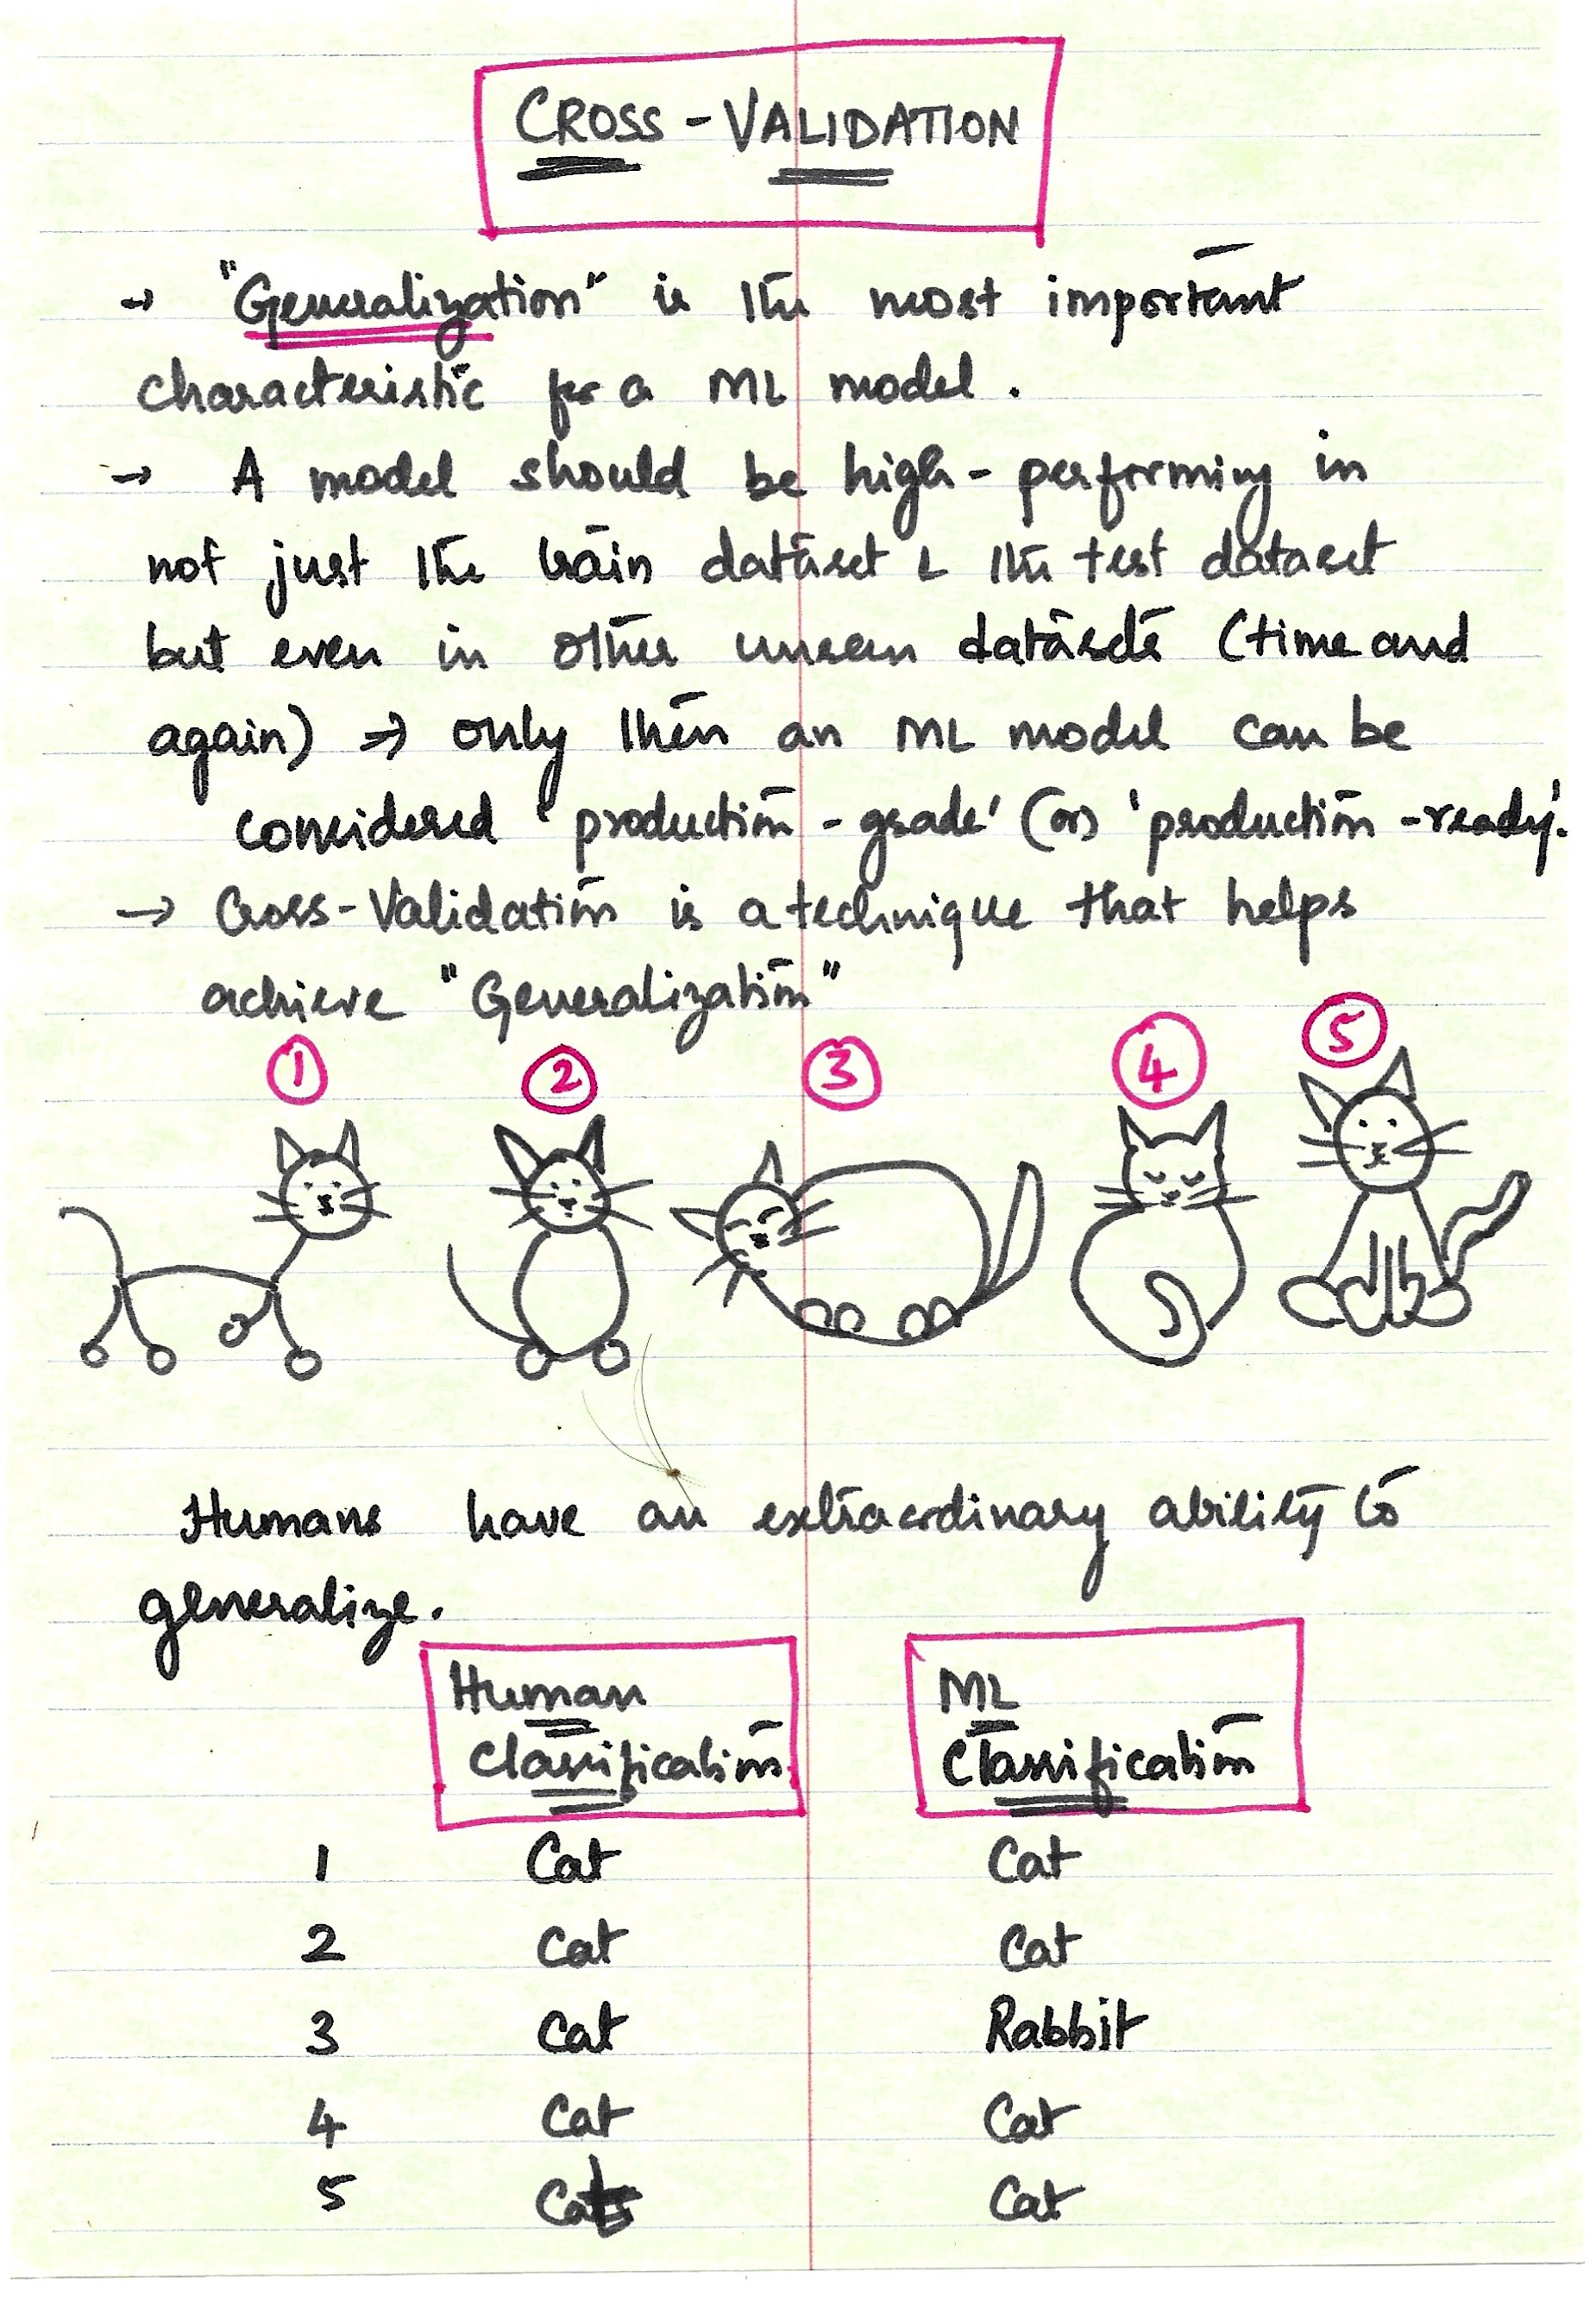 CROSS - VALIDATION
→ "Generalization" is the most important
characteristic for a ML model.
→ A model should be high-performing in
not just the train dataset & the test dataset
but even in other unseen datasets (time and
again) ⇒ only then an ML model can be
considered 'production-grade' (or) 'production-ready'.
→ Cross-Validation is a technique that helps
achieve "Generalization"
1 2 3 4 5
Humans have an extraordinary ability to
generalize.
Human ML
Classification Classification
1 Cat Cat
2 Cat Cat
3 Cat Rabbit
4 Cat Cat
5 Cat Cat